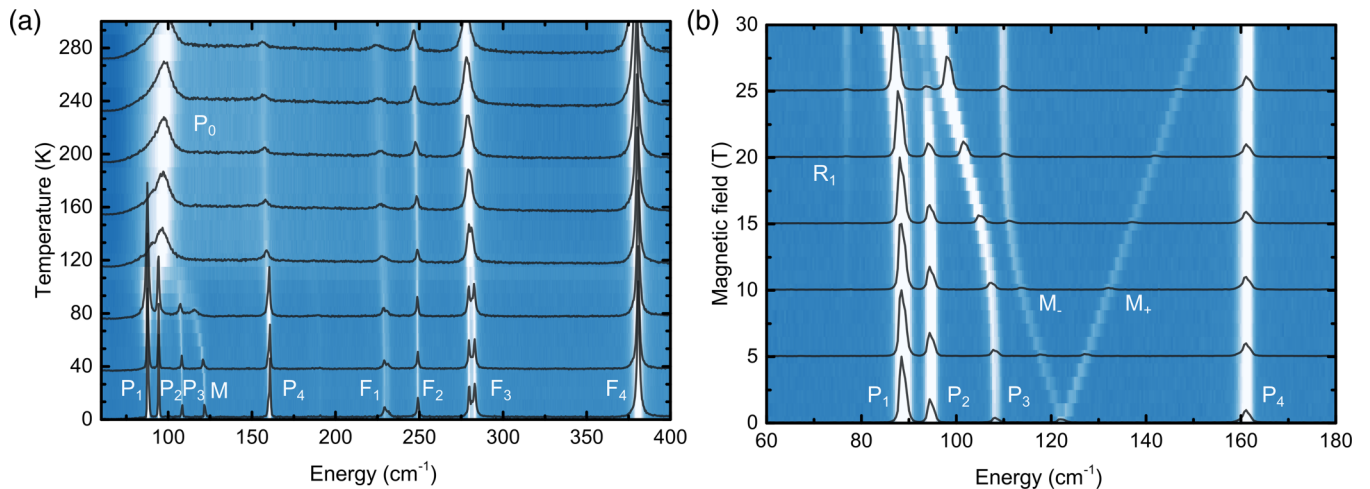 (a)
280
240
200
160
120
80
40
0
Temperature (K)
P₀
P₁ P₂ P₃ M P₄ F₁ F₂ F₃ F₄
100 150 200 250 300 350 400
Energy (cm⁻¹)
(b)
30
25
20
15
10
5
0
Magnetic field (T)
R₁
M₋ M₊
P₁ P₂ P₃ P₄
60 80 100 120 140 160 180
Energy (cm⁻¹)